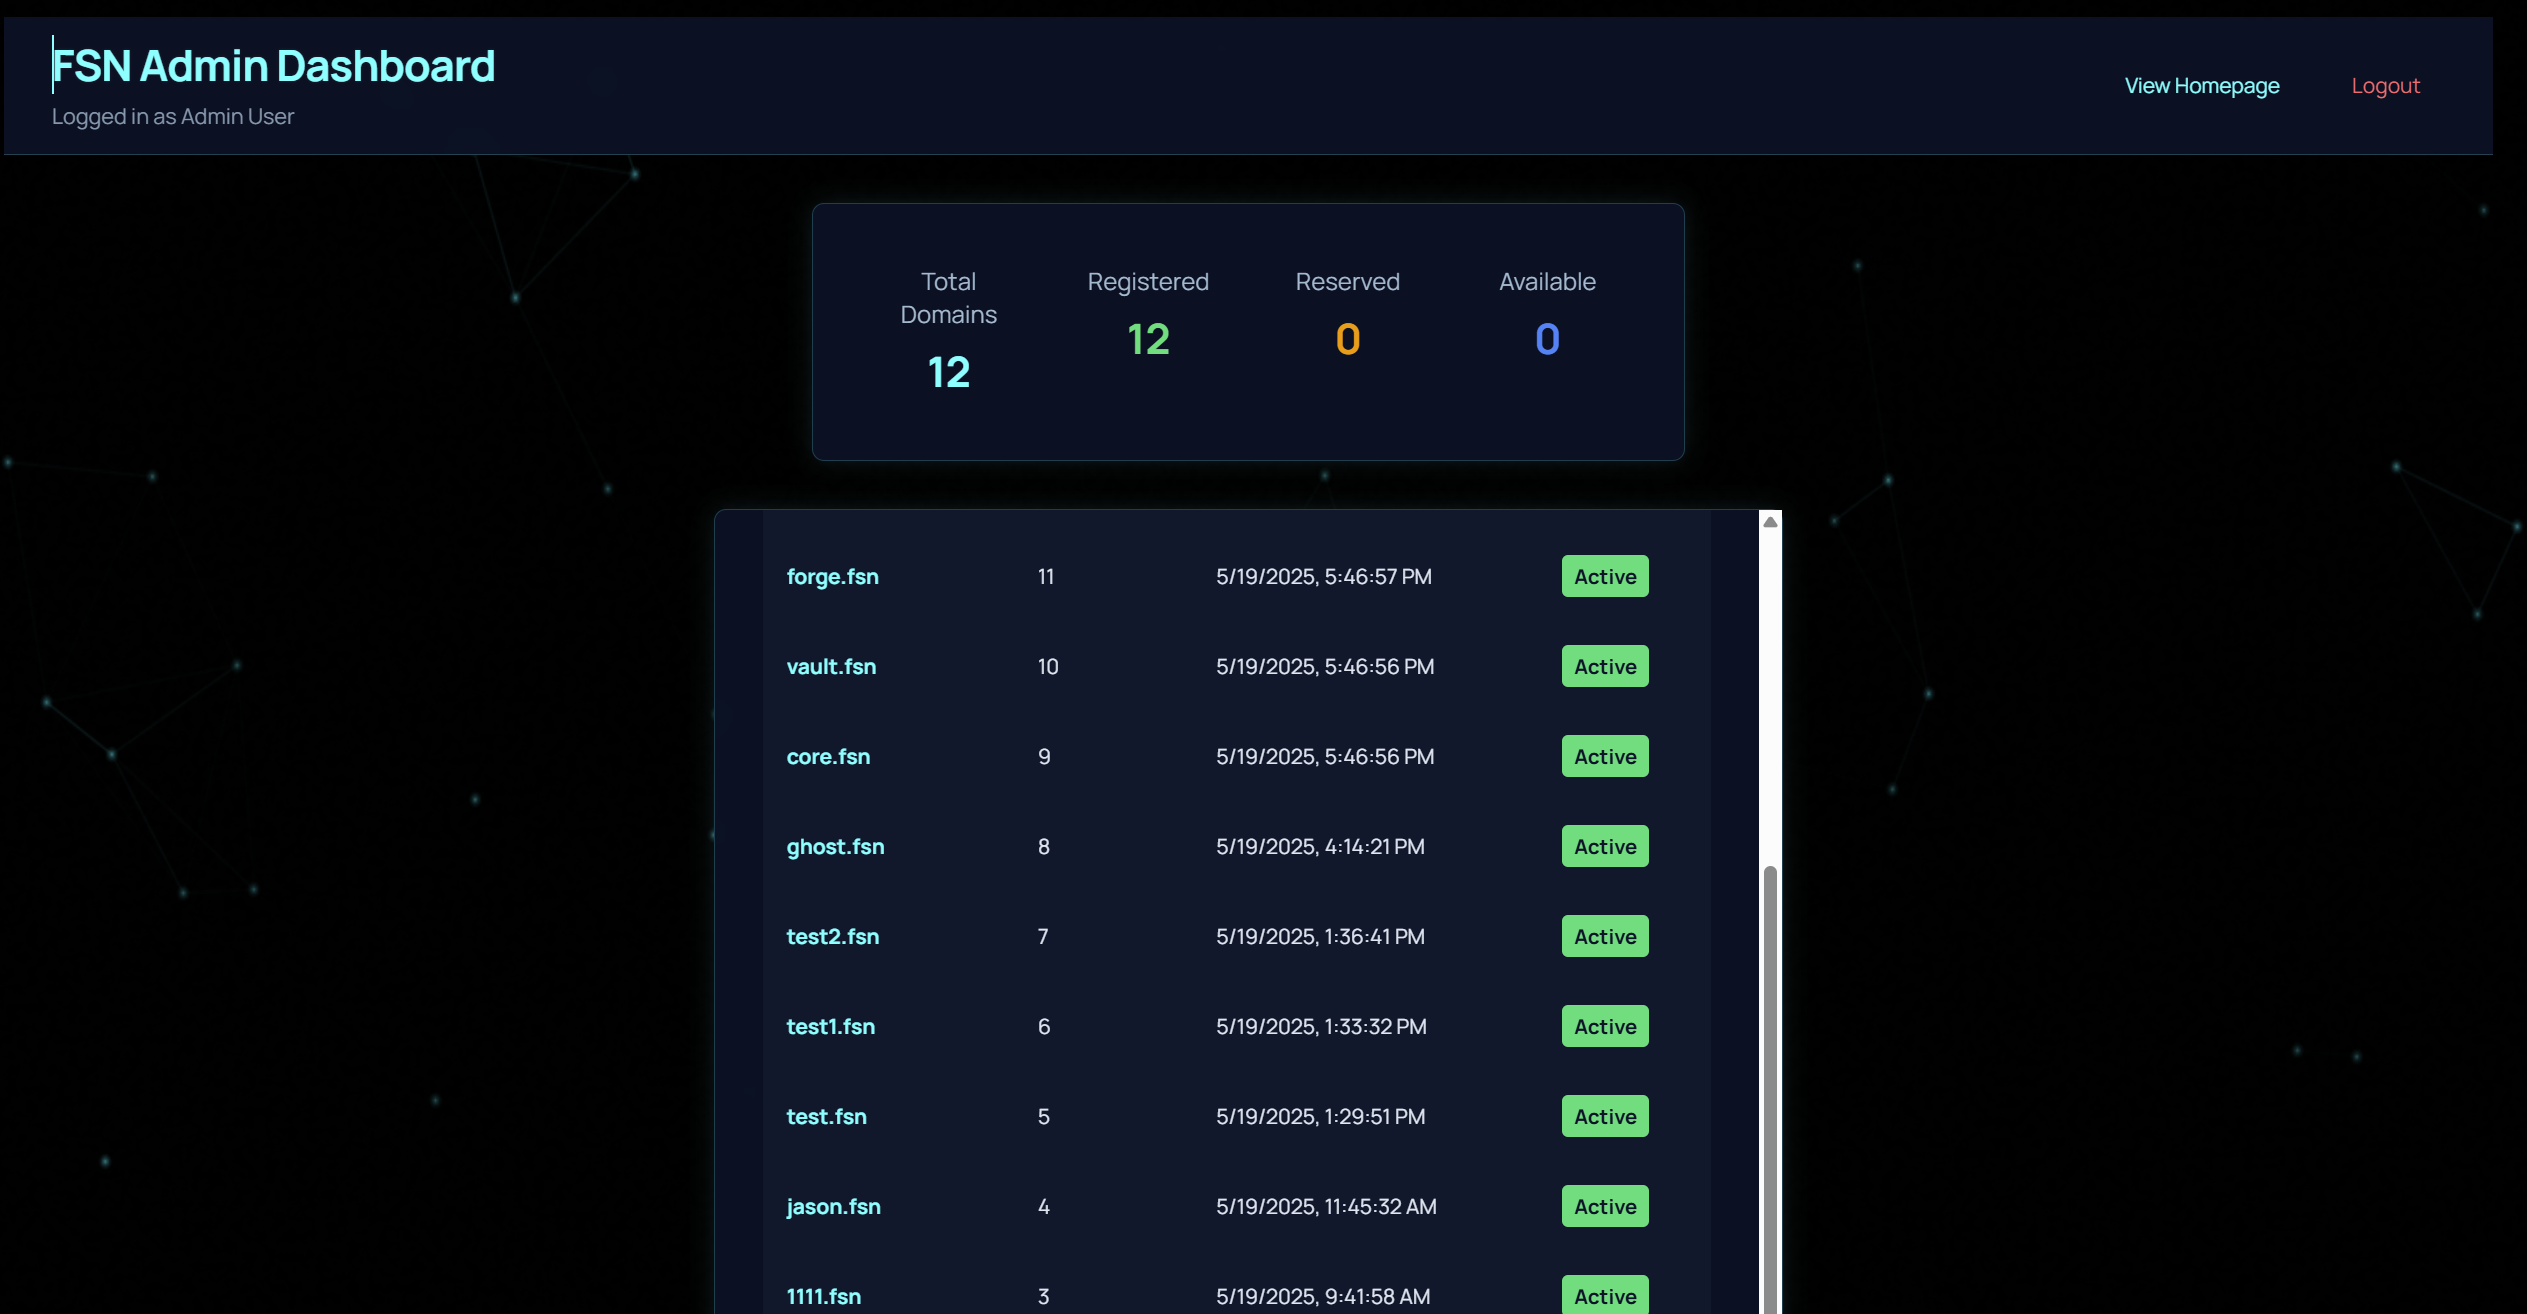 FSN Admin Dashboard
Logged in as Admin User
View Homepage
Logout
Total
Domains
12
Registered
12
Reserved
0
Available
0
forge.fsn 11 5/19/2025, 5:46:57 PM Active
vault.fsn 10 5/19/2025, 5:46:56 PM Active
core.fsn 9 5/19/2025, 5:46:56 PM Active
ghost.fsn 8 5/19/2025, 4:14:21 PM Active
test2.fsn 7 5/19/2025, 1:36:41 PM Active
test1.fsn 6 5/19/2025, 1:33:32 PM Active
test.fsn 5 5/19/2025, 1:29:51 PM Active
jason.fsn 4 5/19/2025, 11:45:32 AM Active
1111.fsn 3 5/19/2025, 9:41:58 AM Active